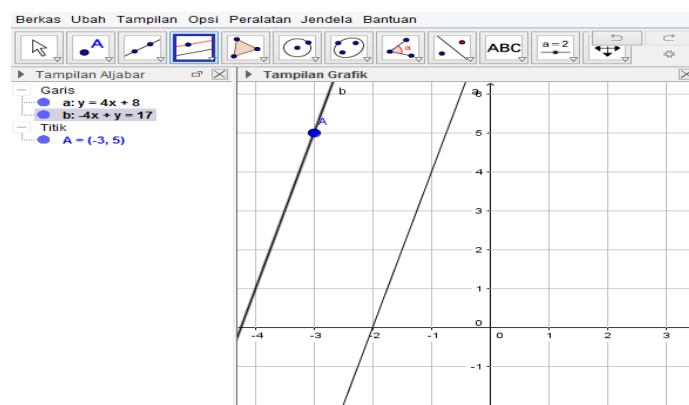 Berkas Ubah Tampilan Opsi Peralatan Jendela Bantuan
A ABC a=2
Tampilan Aljabar
Tampilan Grafik
Garis
a: y = 4x + 8
b: -4x + y = 17
Titik
A = (-3, 5)
b a 6
A
5
4
3
2
1
0
-4 -3 -2 -1 0 1 2 3
-1